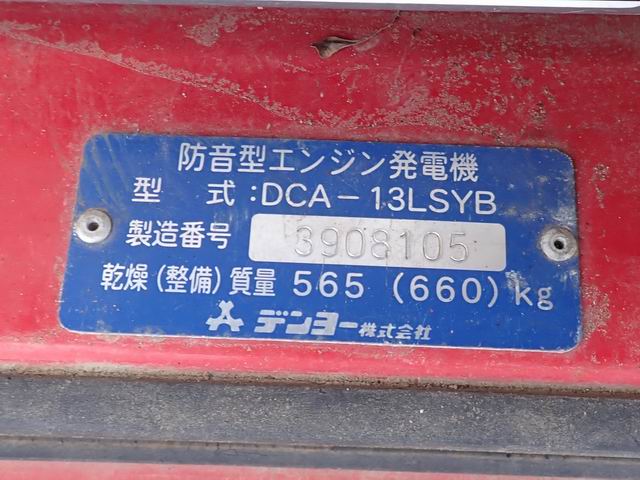 防音型エンジン発電機
型 式:DCA-13LSYB
製造番号 3908105
乾燥(整備)質量 565 (660) kg
デンヨー株式会社